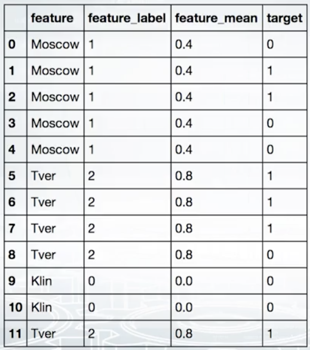 feature feature_label feature_mean target
0 Moscow 1 0.4 0
1 Moscow 1 0.4 1
2 Moscow 1 0.4 1
3 Moscow 1 0.4 0
4 Moscow 1 0.4 0
5 Tver 2 0.8 1
6 Tver 2 0.8 1
7 Tver 2 0.8 1
8 Tver 2 0.8 0
9 Klin 0 0.0 0
10 Klin 0 0.0 0
11 Tver 2 0.8 1